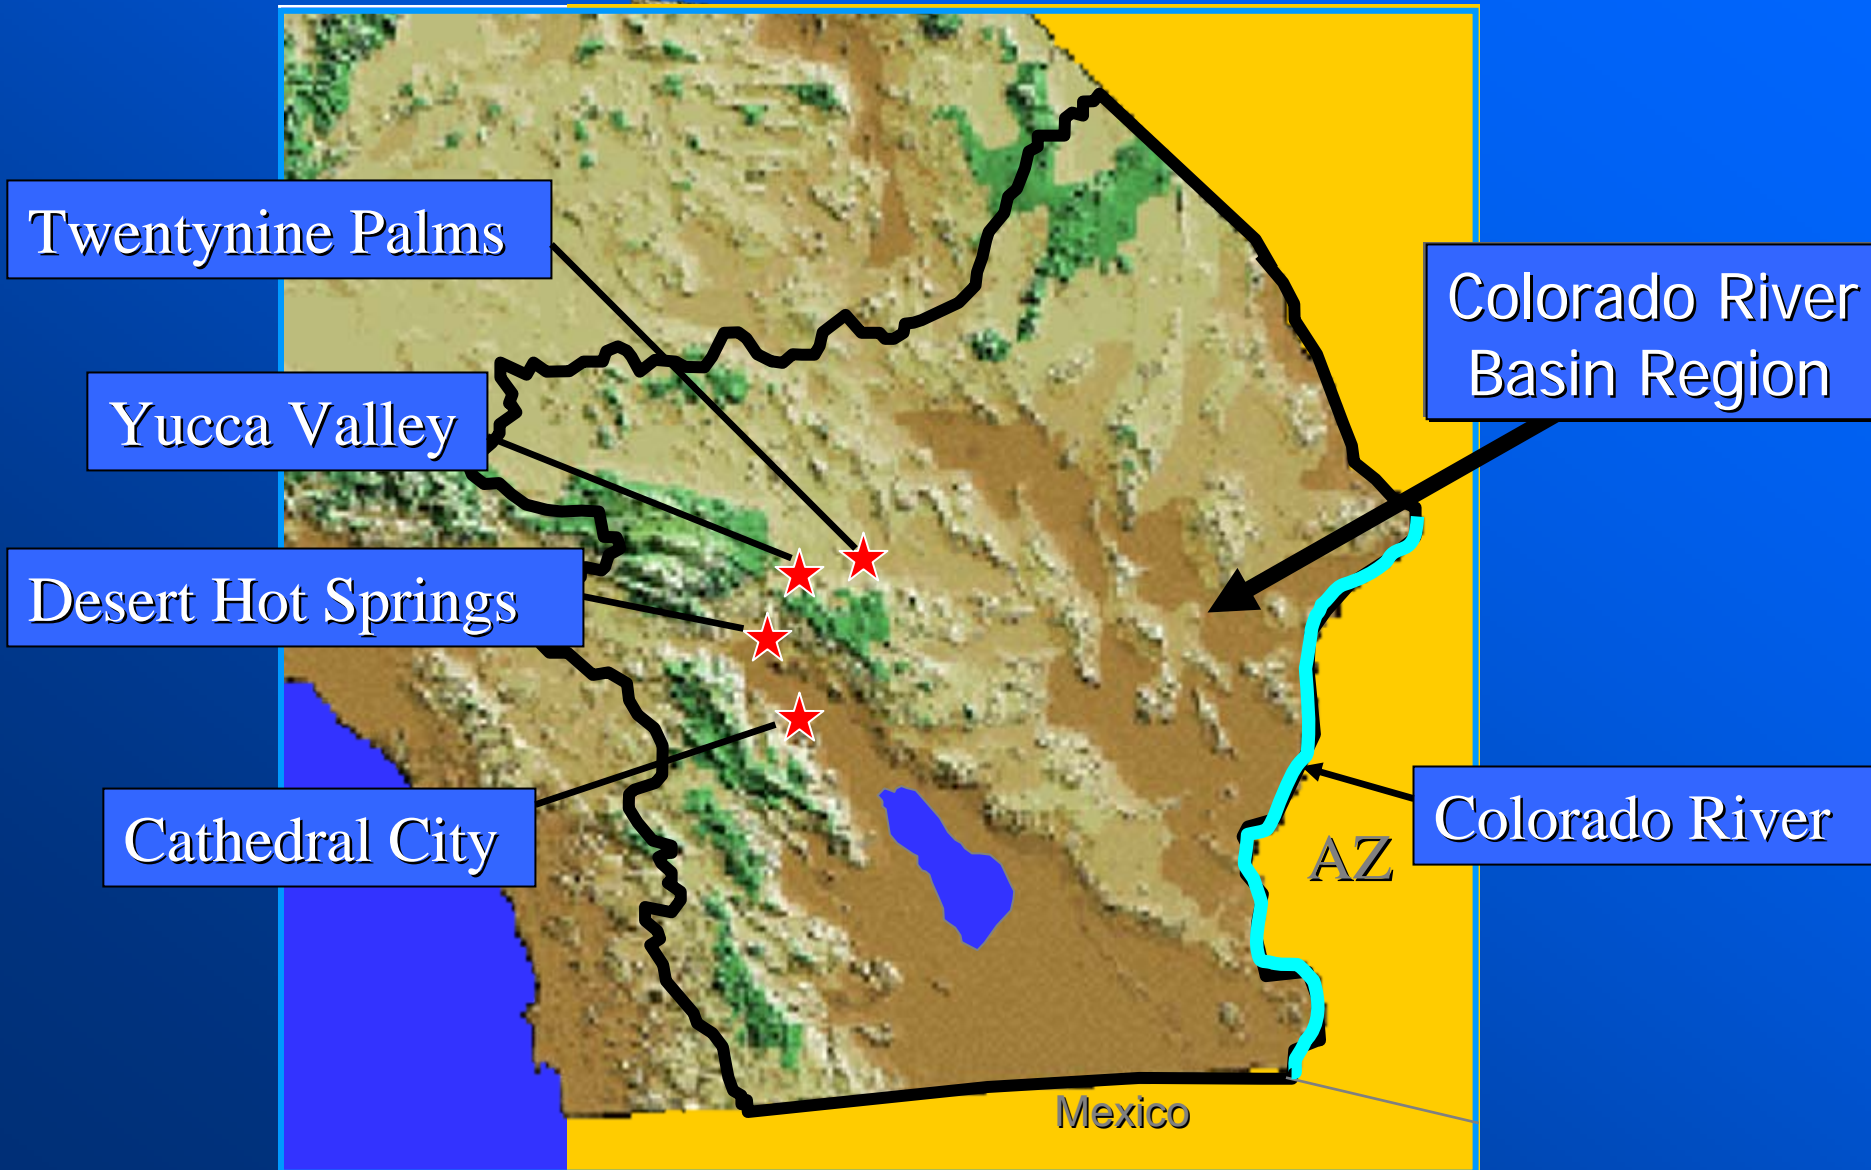 Twentynine Palms
Colorado River
Basin Region
Yucca Valley
Desert Hot Springs
Colorado River
Cathedral City
AZ
Mexico